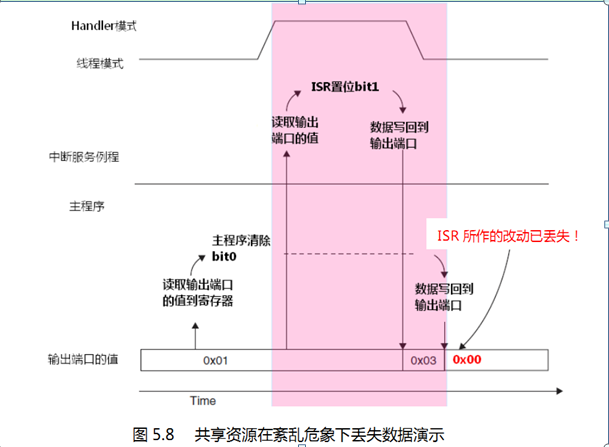 Handler模式
线程模式
ISR置位bit1
读取输出
端口的值
数据写回到
输出端口
中断服务例程
主程序
ISR 所作的改动已丢失！
主程序清除
bit0
读取输出端口
的值到寄存器
数据写回到
输出端口
输出端口的值
0x01
0x03
0x00
Time
图 5.8 共享资源在紊乱危象下丢失数据演示